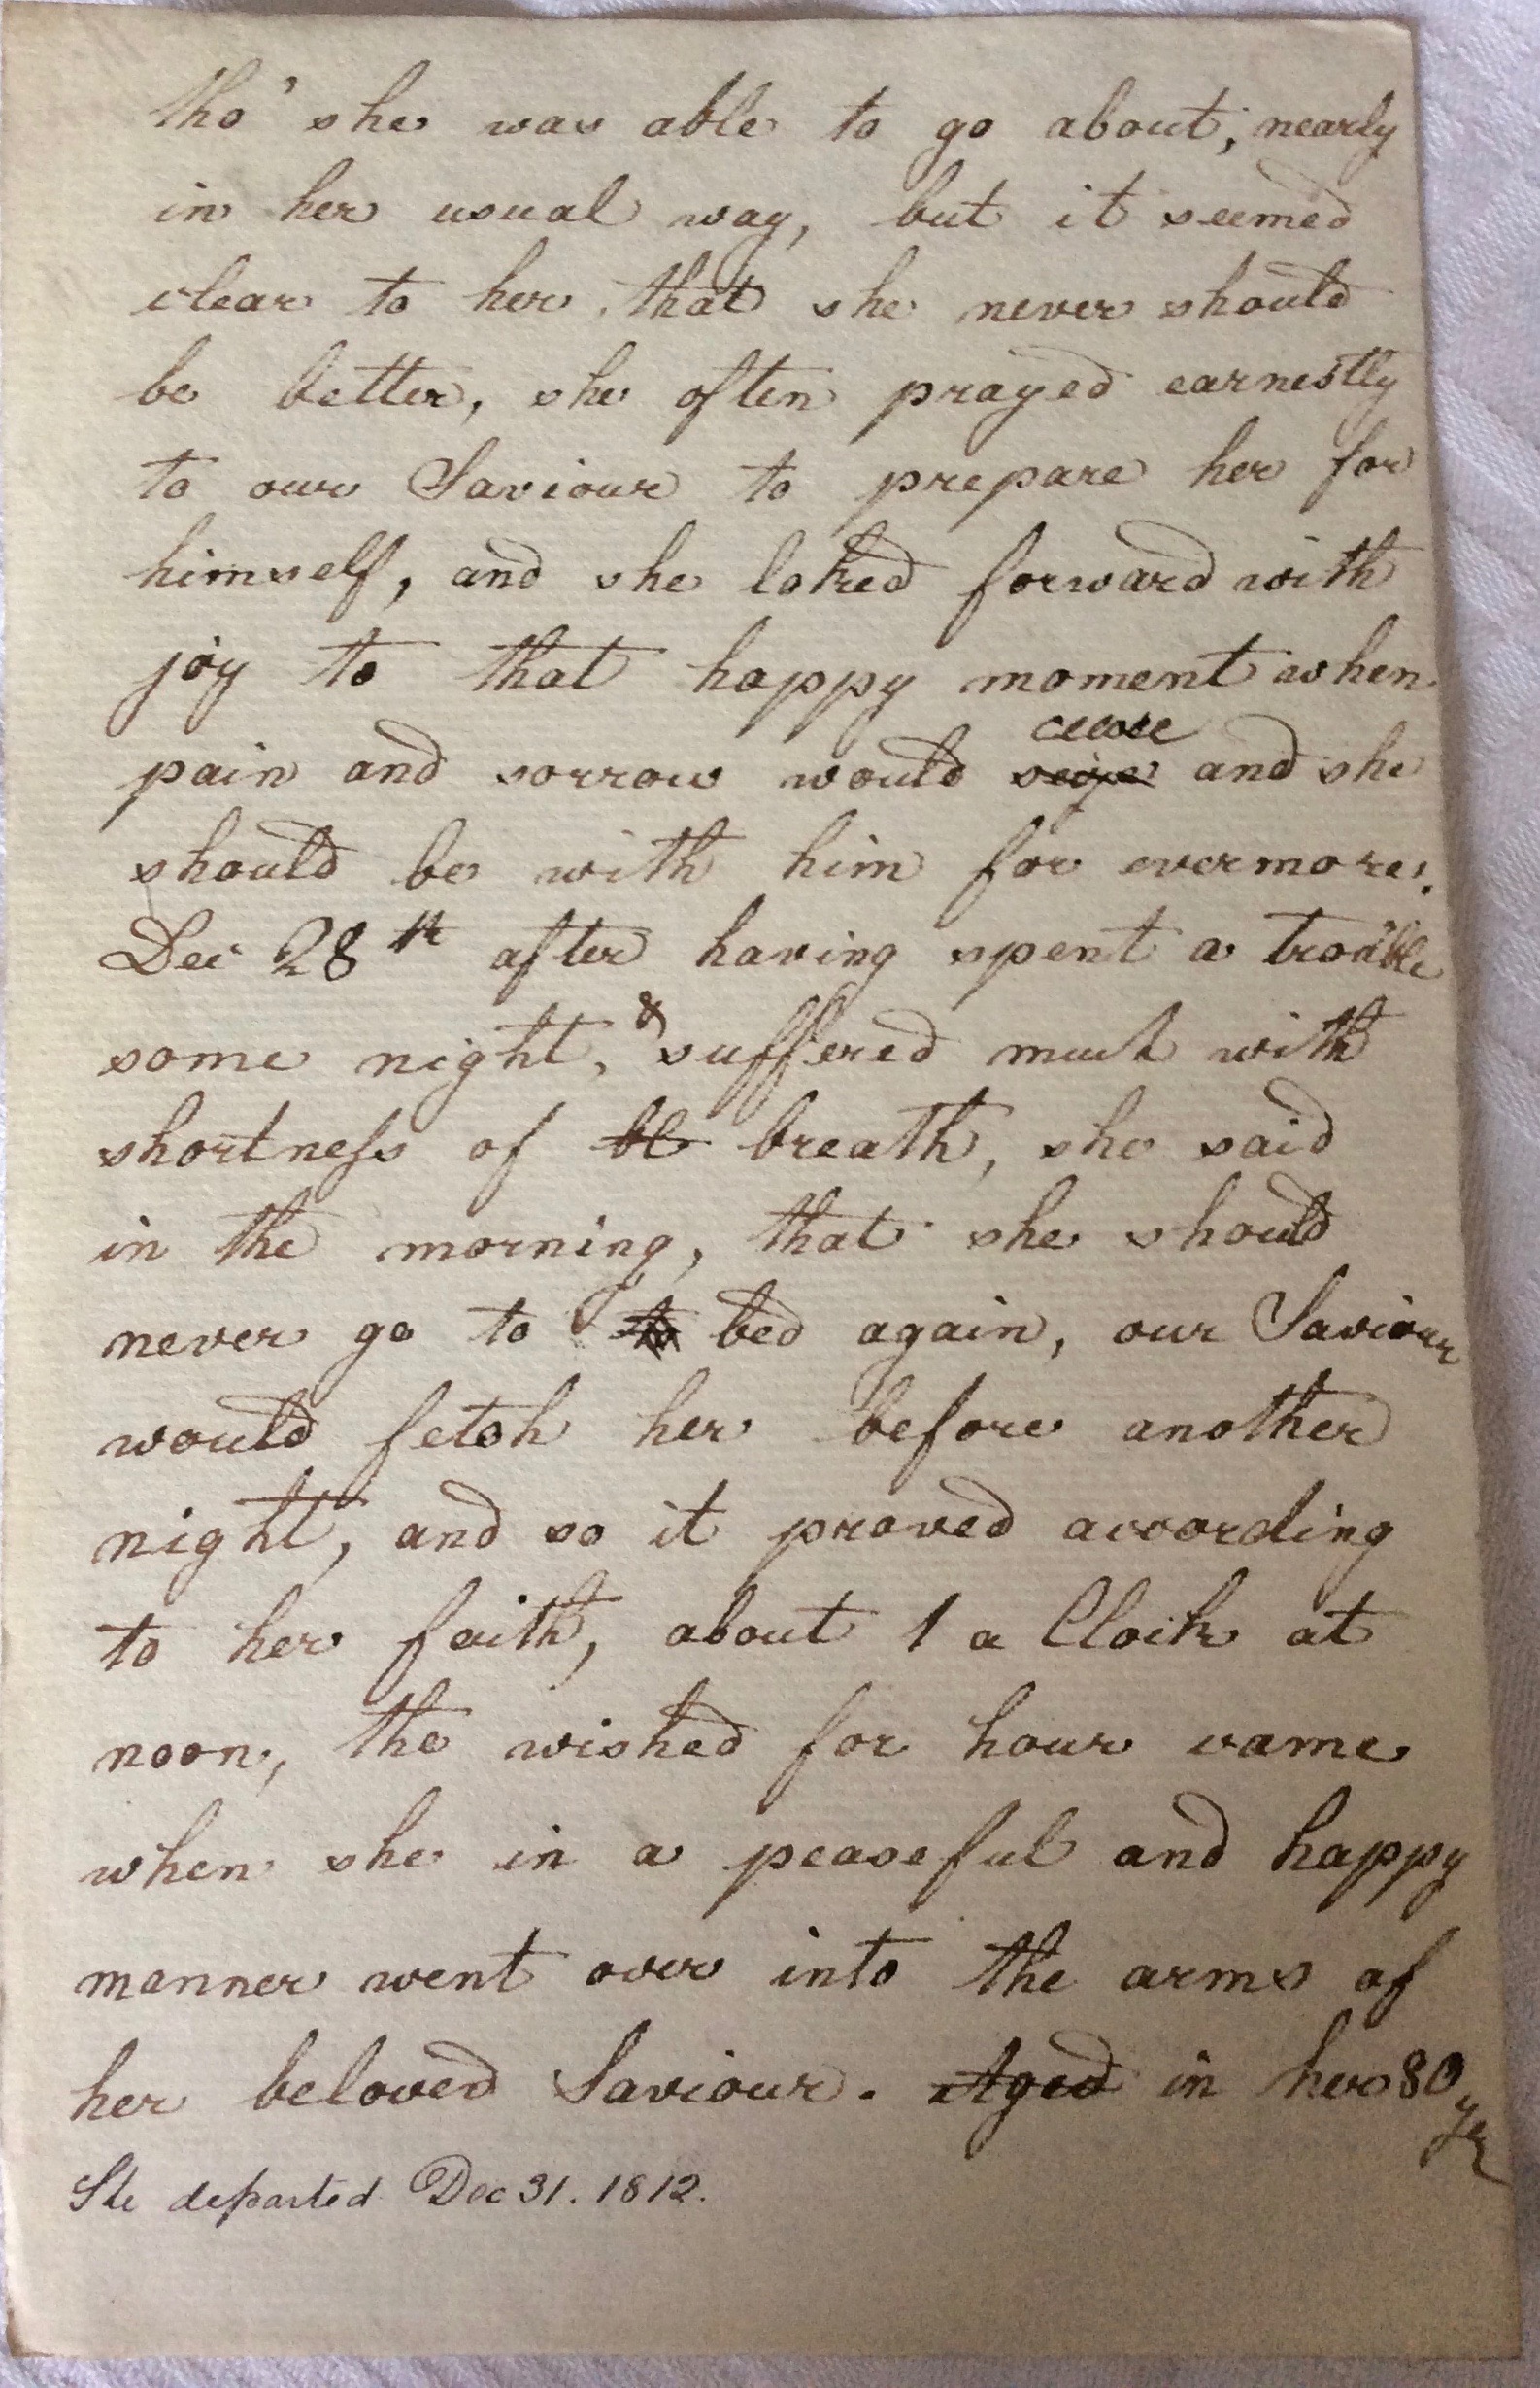 tho' she was able to go about, nearly
in her usual way, but it seemed
clear to her that she never should
be better, she often prayed earnestly
to our Saviour to prepare her for
himself, and she loked forward with
joy to that happy moment when
cease
pain and sorrow would and she
should be with him for evermore.
Dec 28th after having spent a trouble
some night, & suffered much with
shortness of be breath, she said
in the morning, that she should
never go to to bed again, our Saviour
would fetch her before another
night, and so it proved according
to her faith, about 1 a Clock at
noon, the wished for hour came
when she in a peaseful and happy
manner went over into the arms of
her beloved Saviour. Aged in her 80
yr
She departed Dec 31. 1812.